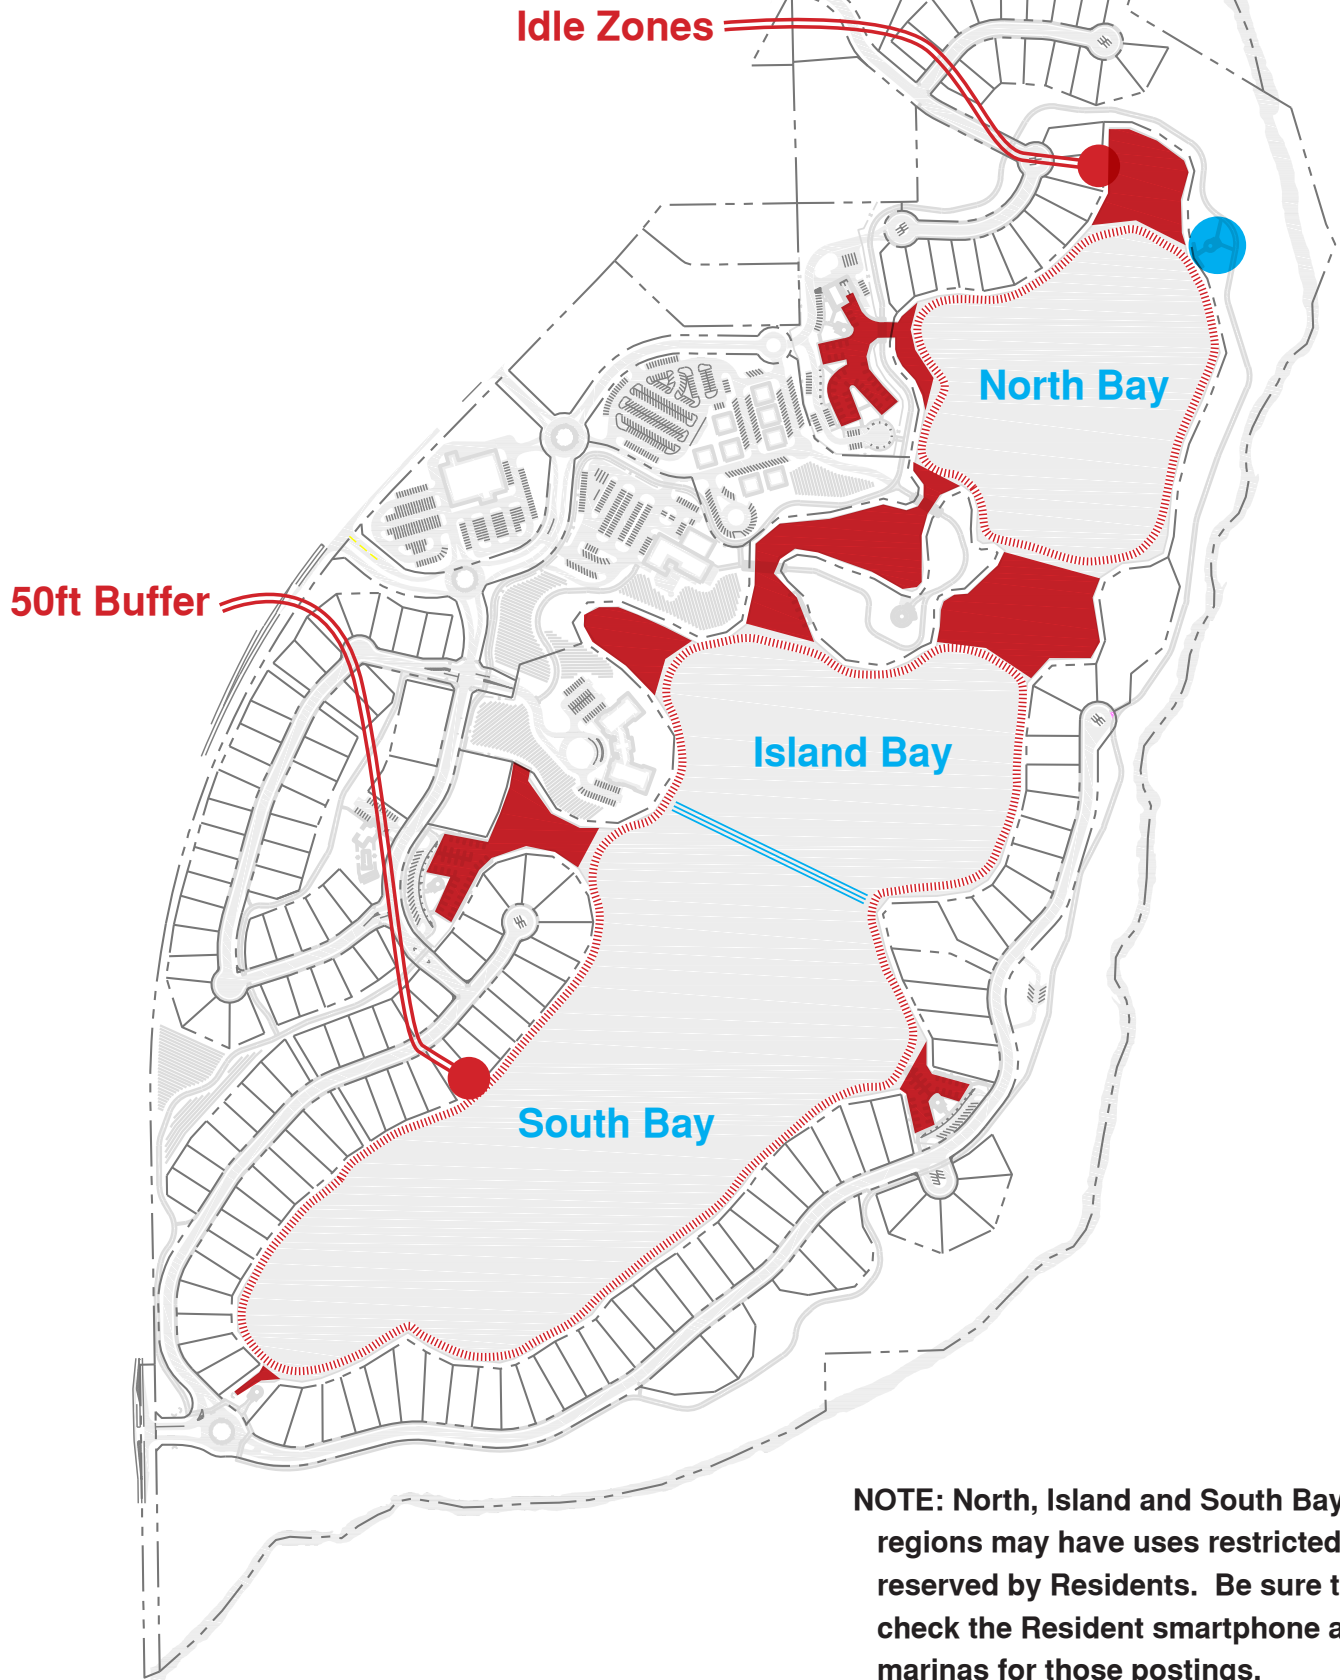 Idle Zones
North Bay
50ft Buffer
Island Bay
South Bay
NOTE: North, Island and South Bay
regions may have uses restricted
reserved by Residents.  Be sure t
check the Resident smartphone a
marinas for those postings.